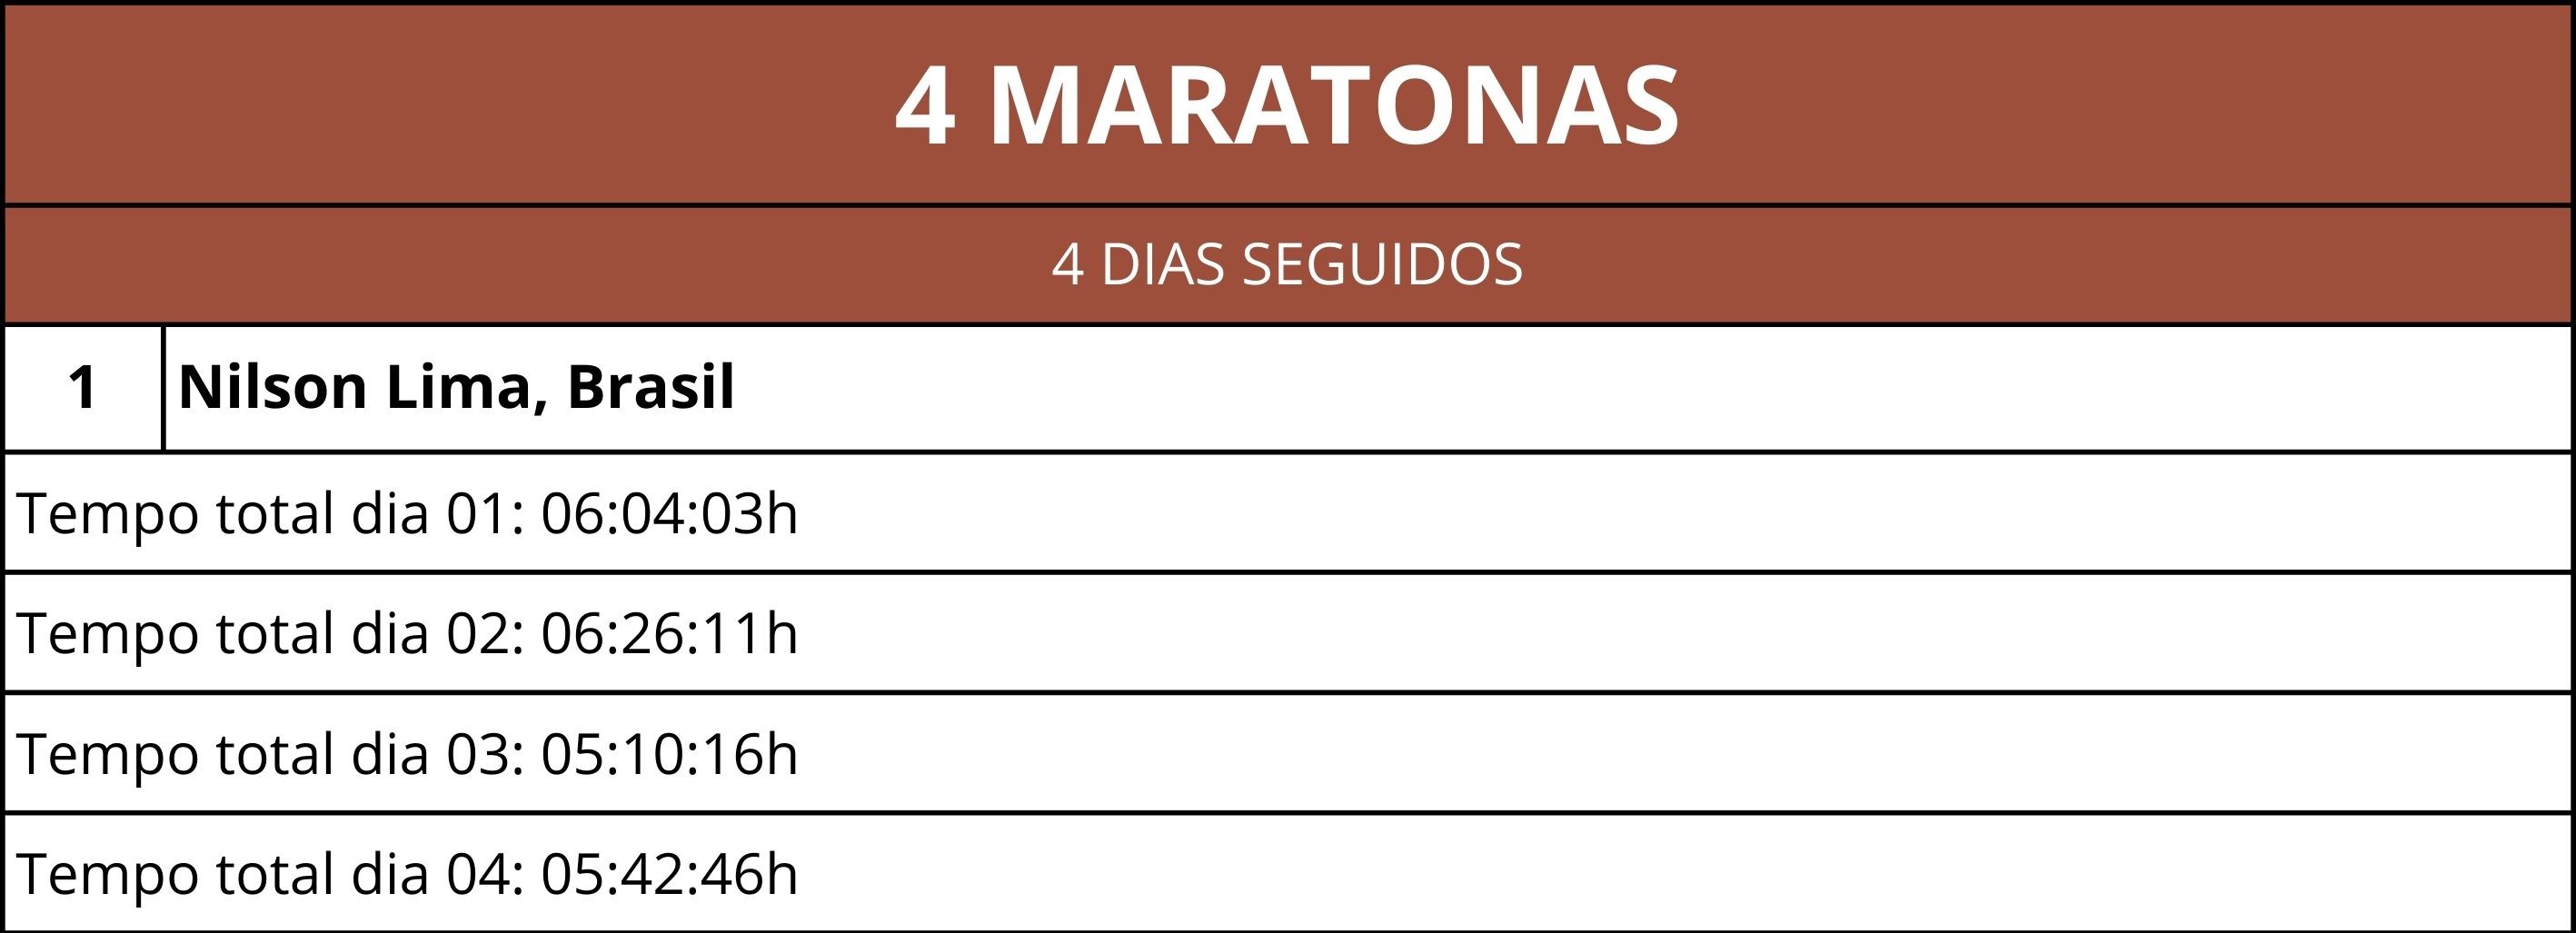 4 MARATONAS
4 DIAS SEGUIDOS
1 Nilson Lima, Brasil
Tempo total dia 01: 06:04:03h
Tempo total dia 02: 06:26:11h
Tempo total dia 03: 05:10:16h
Tempo total dia 04: 05:42:46h